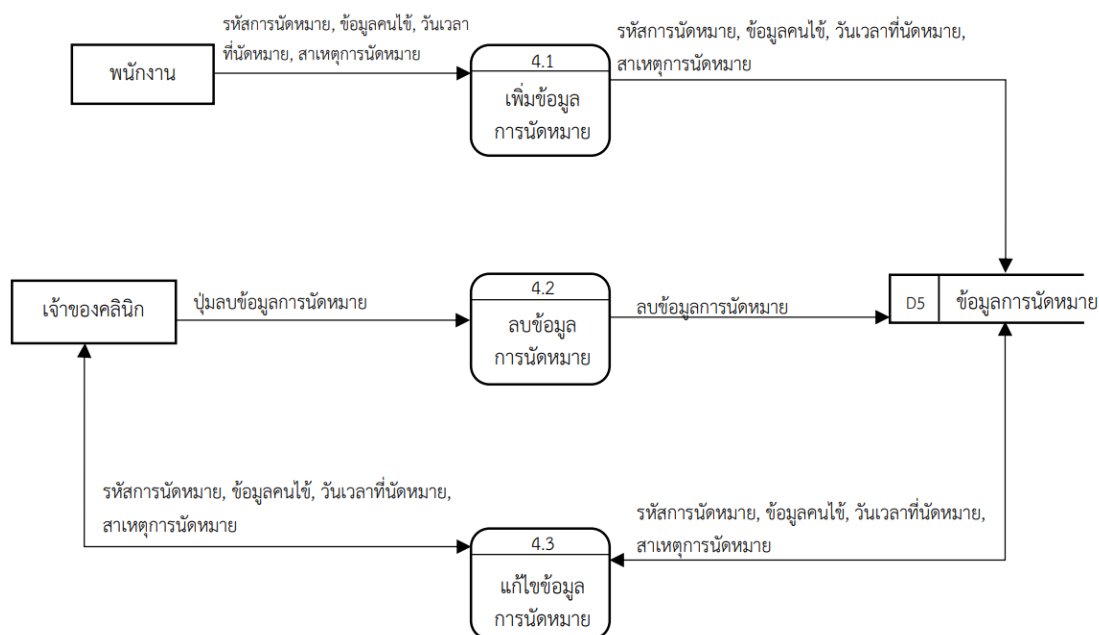 รหัสการนัดหมาย, ข้อมูลคนไข้, วันเวลา
ที่นัดหมาย, สาเหตุการนัดหมาย
รหัสการนัดหมาย, ข้อมูลคนไข้, วันเวลาที่นัดหมาย,
สาเหตุการนัดหมาย
พนักงาน
4.1
เพิ่มข้อมูล
การนัดหมาย
เจ้าของคลินิก
ปุ่มลบข้อมูลการนัดหมาย
4.2
ลบข้อมูล
การนัดหมาย
ลบข้อมูลการนัดหมาย
D5
ข้อมูลการนัดหมาย
รหัสการนัดหมาย, ข้อมูลคนไข้, วันเวลาที่นัดหมาย,
สาเหตุการนัดหมาย
รหัสการนัดหมาย, ข้อมูลคนไข้, วันเวลาที่นัดหมาย,
สาเหตุการนัดหมาย
4.3
แก้ไขข้อมูล
การนัดหมาย